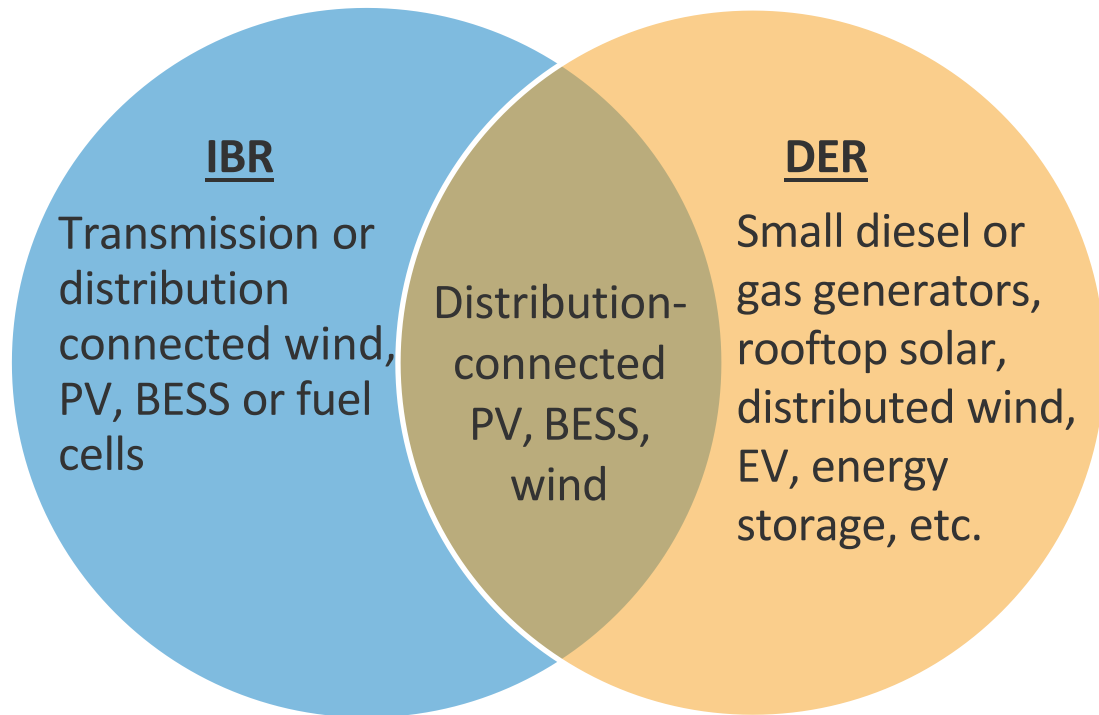 IBR
Transmission or
distribution
connected wind,
PV, BESS or fuel
cells
Distribution-
connected
PV, BESS,
wind
DER
Small diesel or
gas generators,
rooftop solar,
distributed wind,
EV, energy
storage, etc.